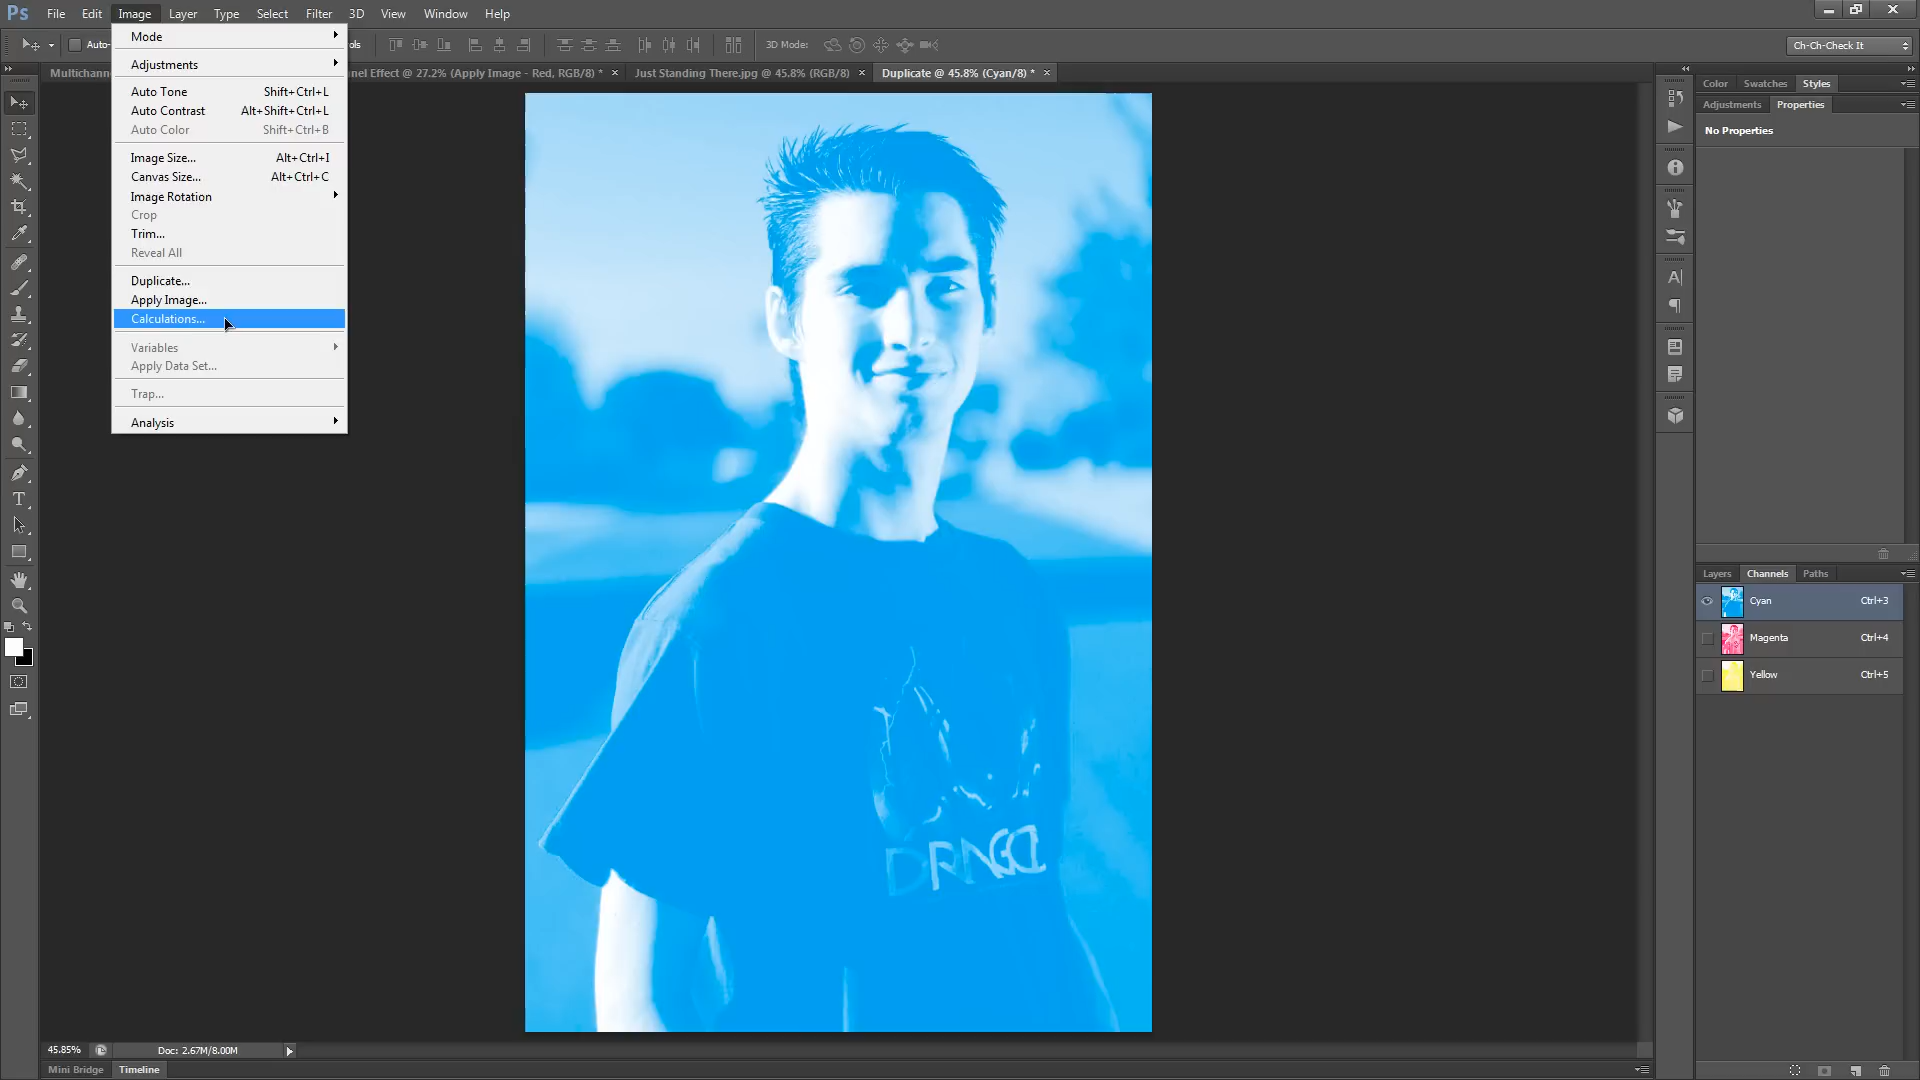 Ps File Edit Image Layer Type Select Filter 3D View Window Help
Auto- ols 3D Mode: Ch-Ch-Check It
Multichann nel Effect @ 27.2% (Apply Image - Red, RGB/8) * × Just Standing There.jpg @ 45.8% (RGB/8) × Duplicate @ 45.8% (Cyan/8) * ×
Mode
Adjustments
Auto Tone Shift+Ctrl+L
Auto Contrast Alt+Shift+Ctrl+L
Auto Color Shift+Ctrl+B
Image Size... Alt+Ctrl+I
Canvas Size... Alt+Ctrl+C
Image Rotation
Crop
Trim...
Reveal All
Duplicate...
Apply Image...
Calculations...
Variables
Apply Data Set...
Trap...
Analysis
Color Swatches Styles
Adjustments Properties
No Properties
Layers Channels Paths
Cyan Ctrl+3
Magenta Ctrl+4
Yellow Ctrl+5
45.85% Doc: 2.67M/8.00M
Mini Bridge Timeline